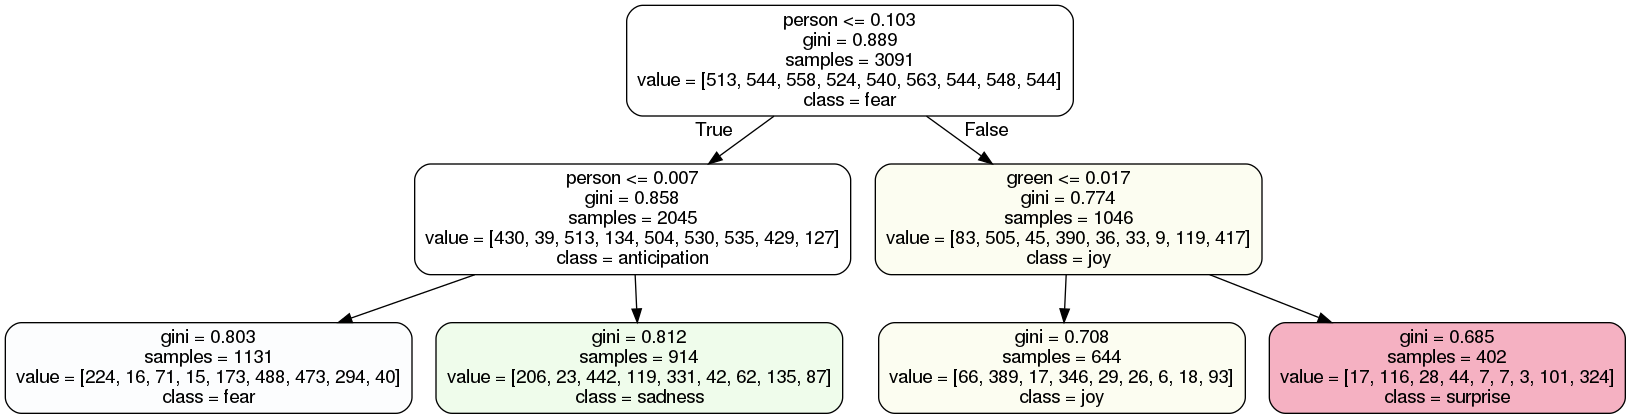 person <= 0.103
gini = 0.889
samples = 3091
value = [513, 544, 558, 524, 540, 563, 544, 548, 544]
class = fear
True
False
person <= 0.007
gini = 0.858
samples = 2045
value = [430, 39, 513, 134, 504, 530, 535, 429, 127]
class = anticipation
green <= 0.017
gini = 0.774
samples = 1046
value = [83, 505, 45, 390, 36, 33, 9, 119, 417]
class = joy
gini = 0.803
samples = 1131
value = [224, 16, 71, 15, 173, 488, 473, 294, 40]
class = fear
gini = 0.812
samples = 914
value = [206, 23, 442, 119, 331, 42, 62, 135, 87]
class = sadness
gini = 0.708
samples = 644
value = [66, 389, 17, 346, 29, 26, 6, 18, 93]
class = joy
gini = 0.685
samples = 402
value = [17, 116, 28, 44, 7, 7, 3, 101, 324]
class = surprise